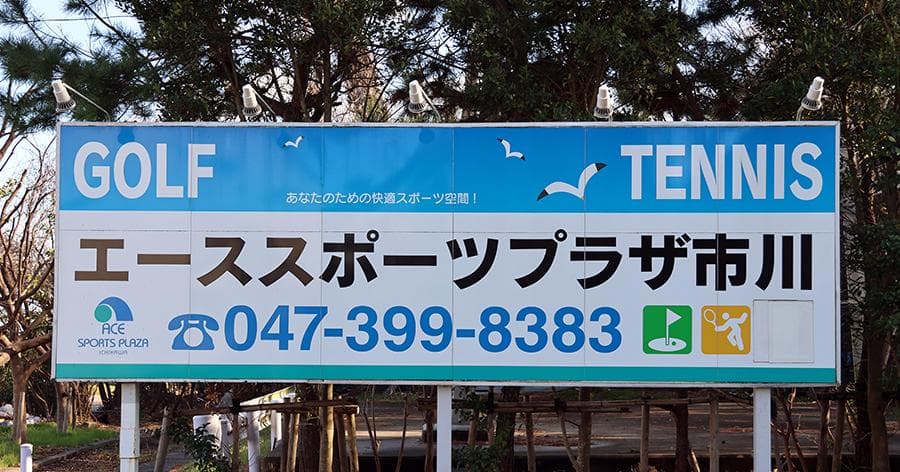 GOLF
TENNIS
あなたのための快適スポーツ空間!
エーススポーツプラザ市川
ACE
SPORTS PLAZA
ICHIKAWA
047-399-8383